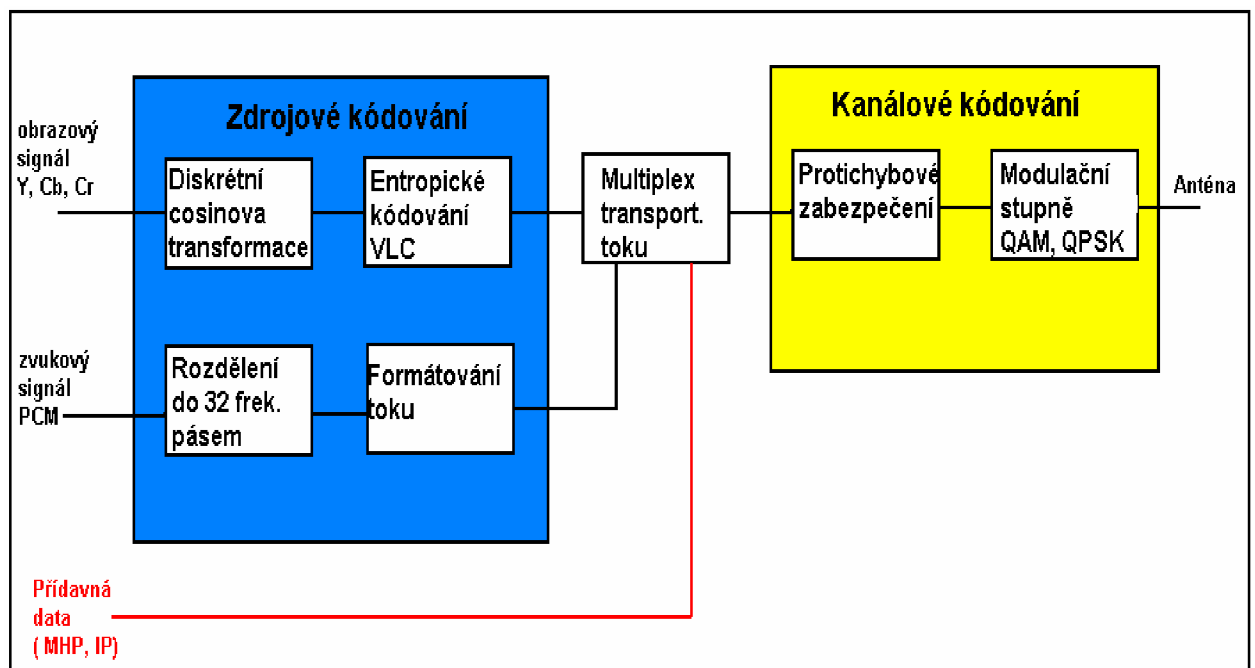 Zdrojové kódování
Kanálové kódování
obrazový
signál
Y, Cb, Cr
Diskrétní
cosinova
transformace
Entropické
kódování
VLC
Multiplex
transport.
toku
Protichybové
zabezpečení
Modulační
stupně
QAM, QPSK
Anténa
zvukový
signál
PCM
Rozdělení
do 32 frek.
pásem
Formátování
toku
Přídavná
data
( MHP, IP)